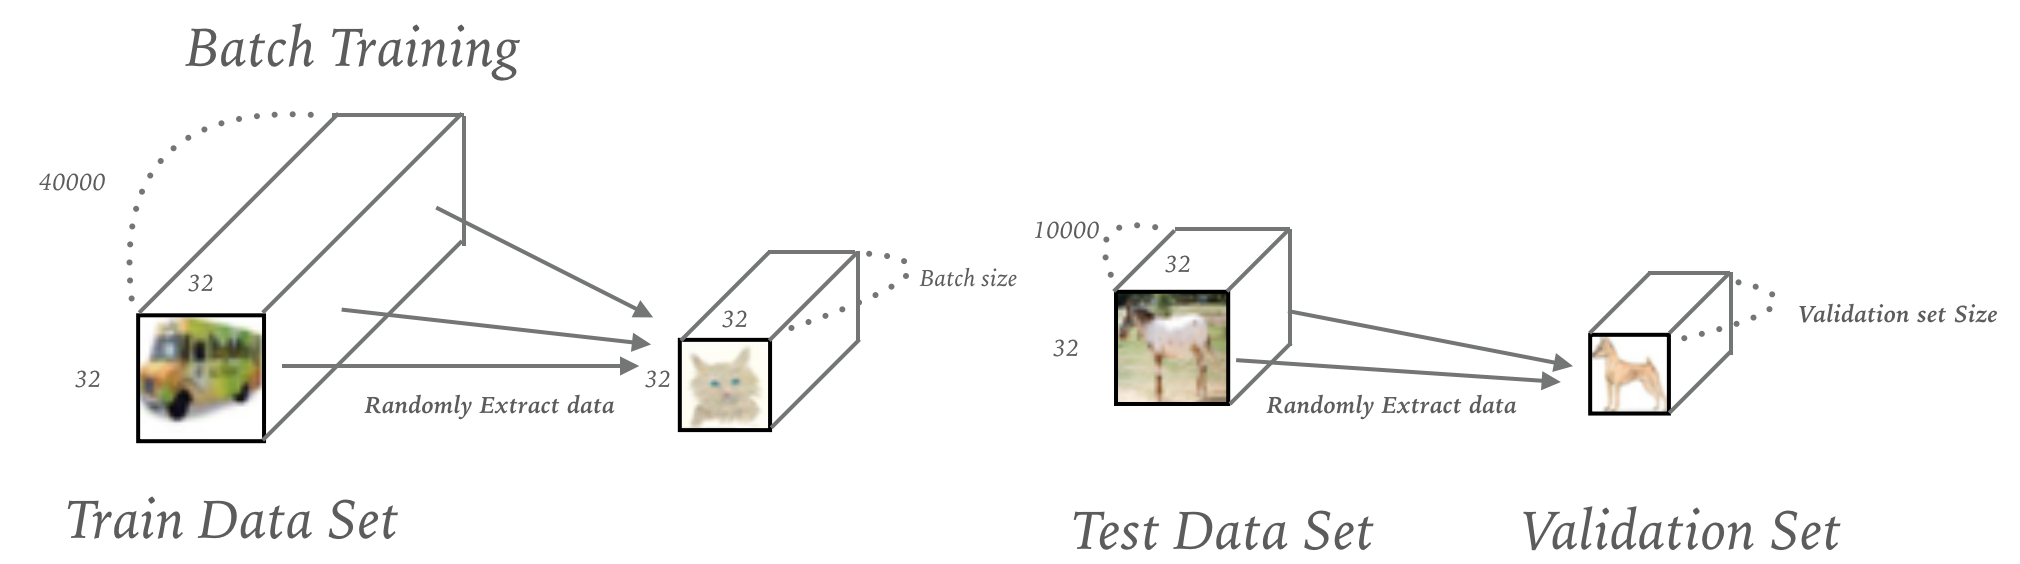 Batch Training
40000
32
32
Randomly Extract data
32
32
Batch size
Train Data Set
10000
32
32
Randomly Extract data
Validation set Size
Test Data Set
Validation Set